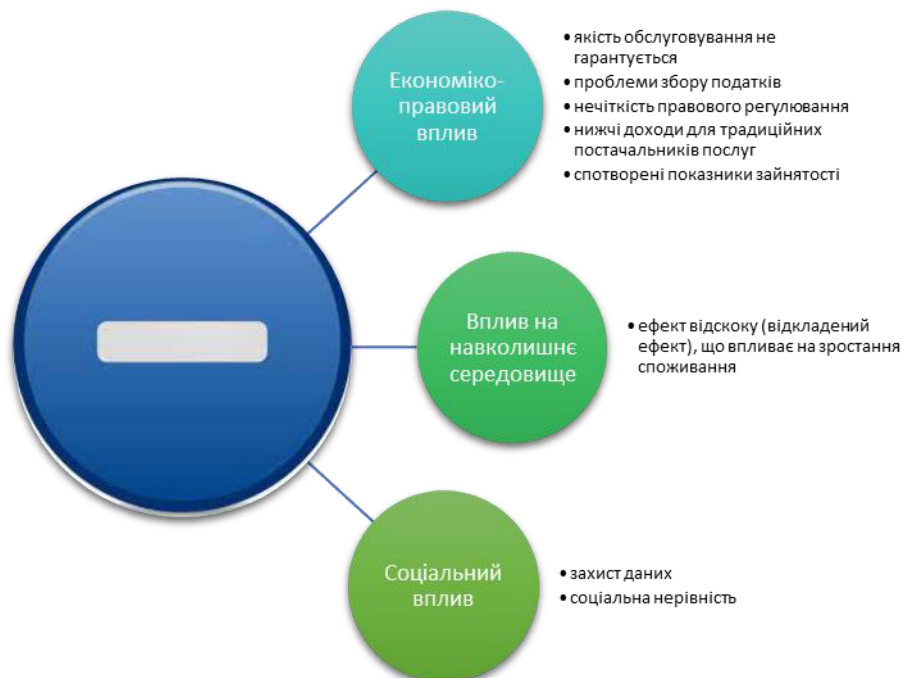 Економіко-
правовий
вплив
• якість обслуговування не
гарантується
• проблеми збору податків
• нечіткість правового регулювання
• нижчі доходи для традиційних
постачальників послуг
• спотворені показники зайнятості
Вплив на
навколишнє
середовище
• ефект відскоку (відкладений
ефект), що впливає на зростання
споживання
Соціальний
вплив
• захист даних
• соціальна нерівність